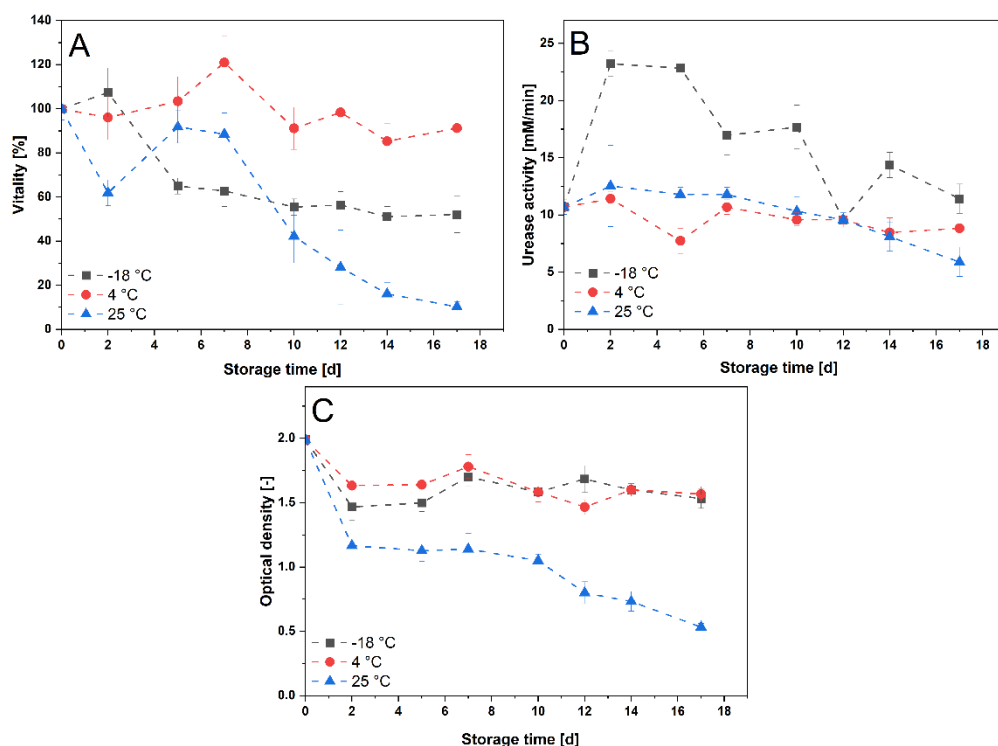 A
Vitality [%]
140
120
100
80
60
40
20
0
-18 °C
4 °C
25 °C
0 2 4 6 8 10 12 14 16 18
Storage time [d]
B
Urease activity [mM/min]
25
20
15
10
5
0
-18 °C
4 °C
25 °C
0 2 4 6 8 10 12 14 16 18
Storage time [d]
C
Optical density [-]
2.0
1.5
1.0
0.5
0.0
-18 °C
4 °C
25 °C
0 2 4 6 8 10 12 14 16 18
Storage time [d]